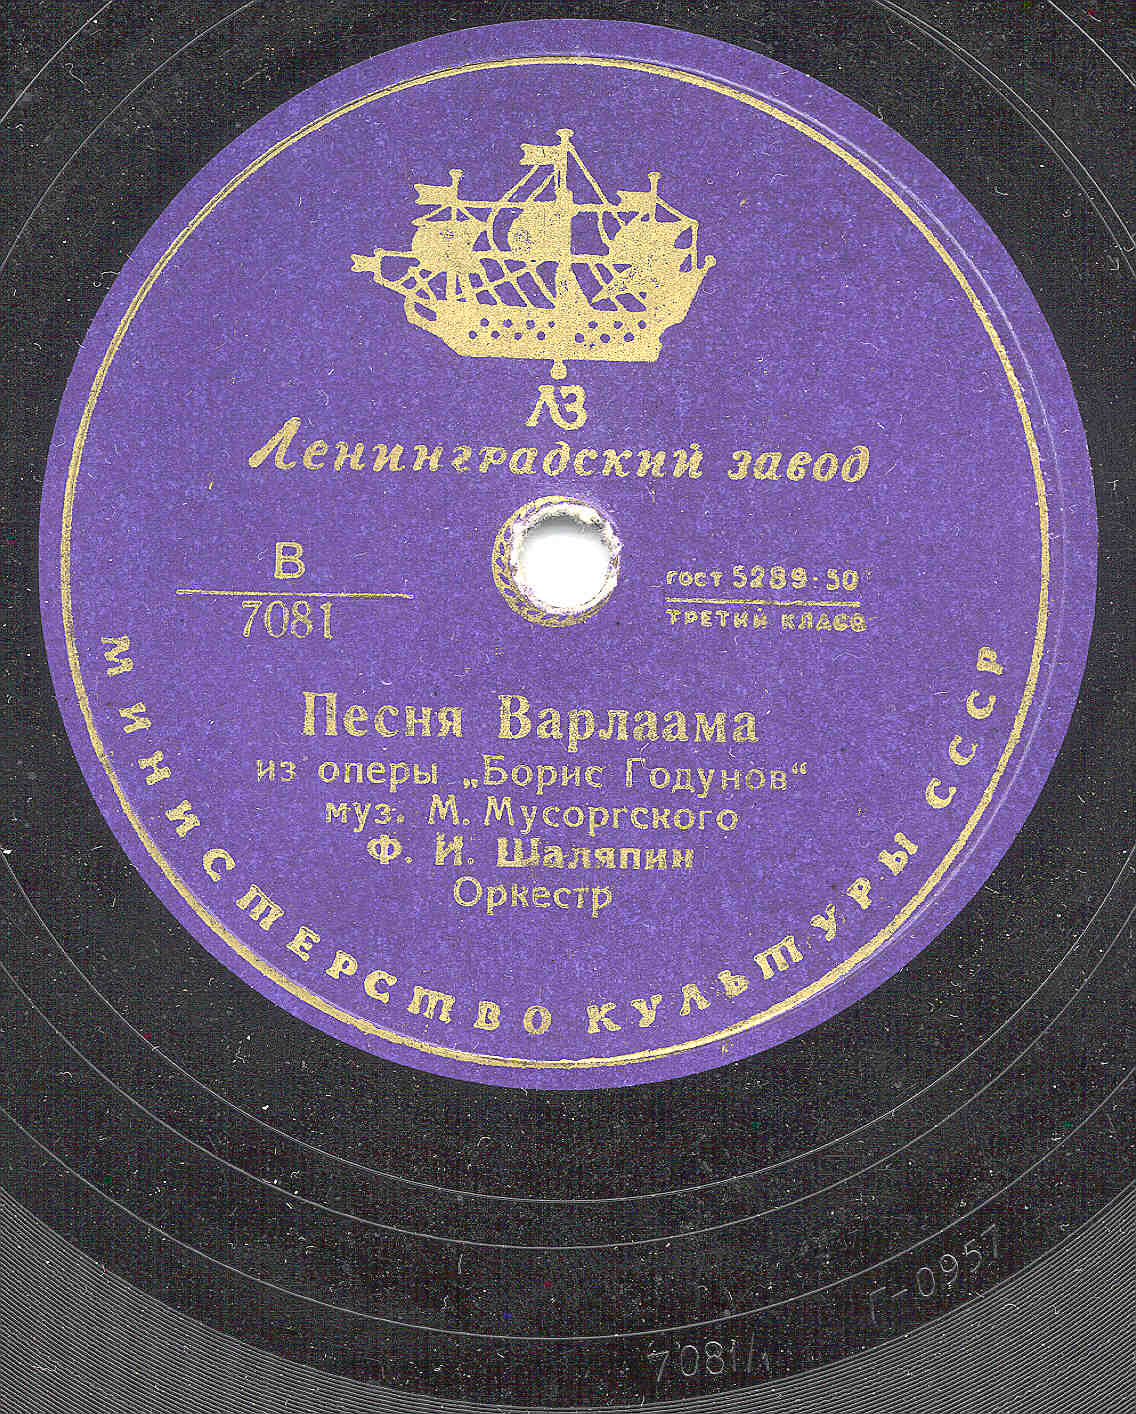 ЛЗ
Ленинградский завод
В
7081
гост 5289-50
ТРЕТИЙ КЛАСС
Песня Варлаама
из оперы „Борис Годунов“
муз. М. Мусоргского
Ф. И. Шаляпин
Оркестр
МИНИСТЕРСТВО КУЛЬТУРЫ СССР
Г-0957
7081/1